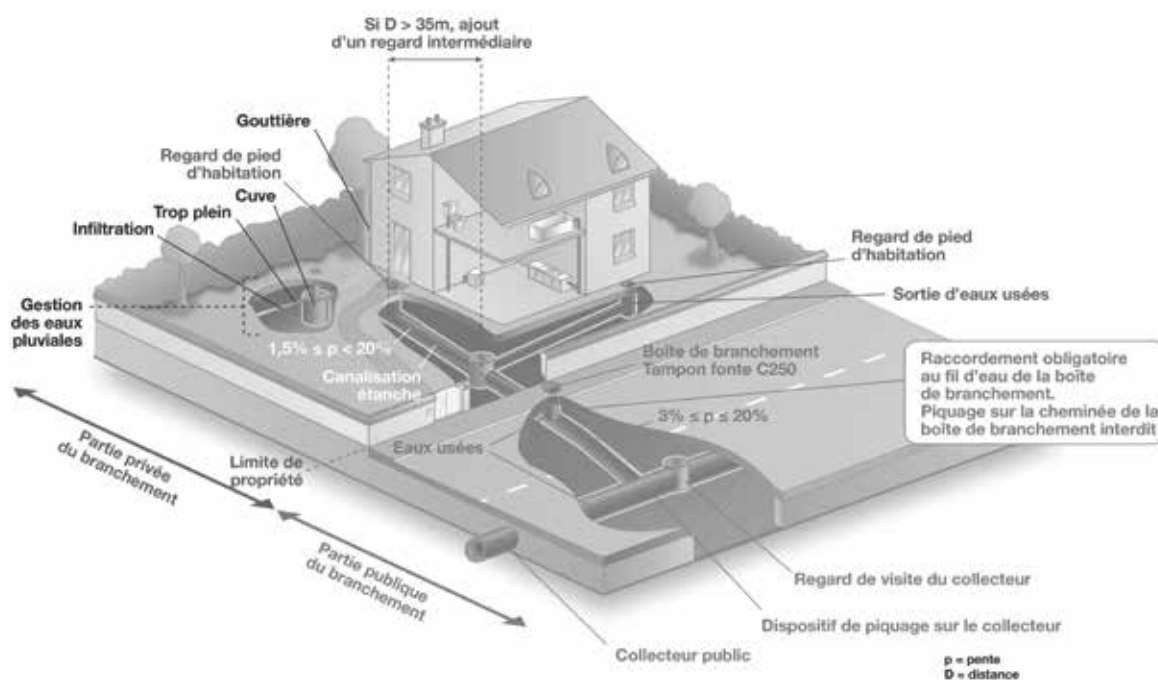 Si D > 35m, ajout
d'un regard intermédiaire
Gouttière
Regard de pied
d'habitation
Cuve
Trop plein
Infiltration
Gestion
des eaux
pluviales
Regard de pied
d'habitation
Sortie d'eaux usées
1,5% ≤ p < 20%
Canalisation
étanche
Boîte de branchement
Tampon fonte C250
Raccordement obligatoire
au fil d'eau de la boîte
de branchement.
Piquage sur la cheminée de la
boîte de branchement interdit
3% ≤ p ≤ 20%
Eaux usées
Limite de
propriété
Partie privée
du branchement
Partie publique
du branchement
Regard de visite du collecteur
Dispositif de piquage sur le collecteur
Collecteur public
p = pente
D = distance